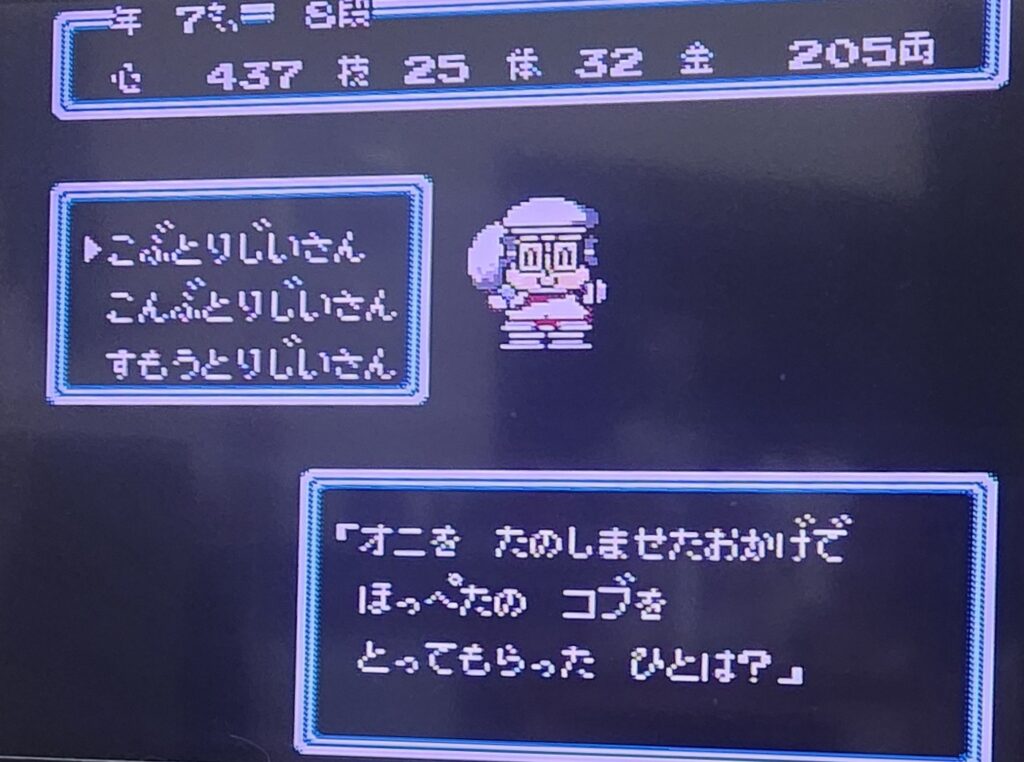 年 7さい 8段
心 437 技 25 体 32 金 205両
▶こぶとりじいさん
こんぶとりじいさん
すもうとりじいさん
『オニを たのしませたおかげで
ほっぺたの コブを
とってもらった ひとは?』